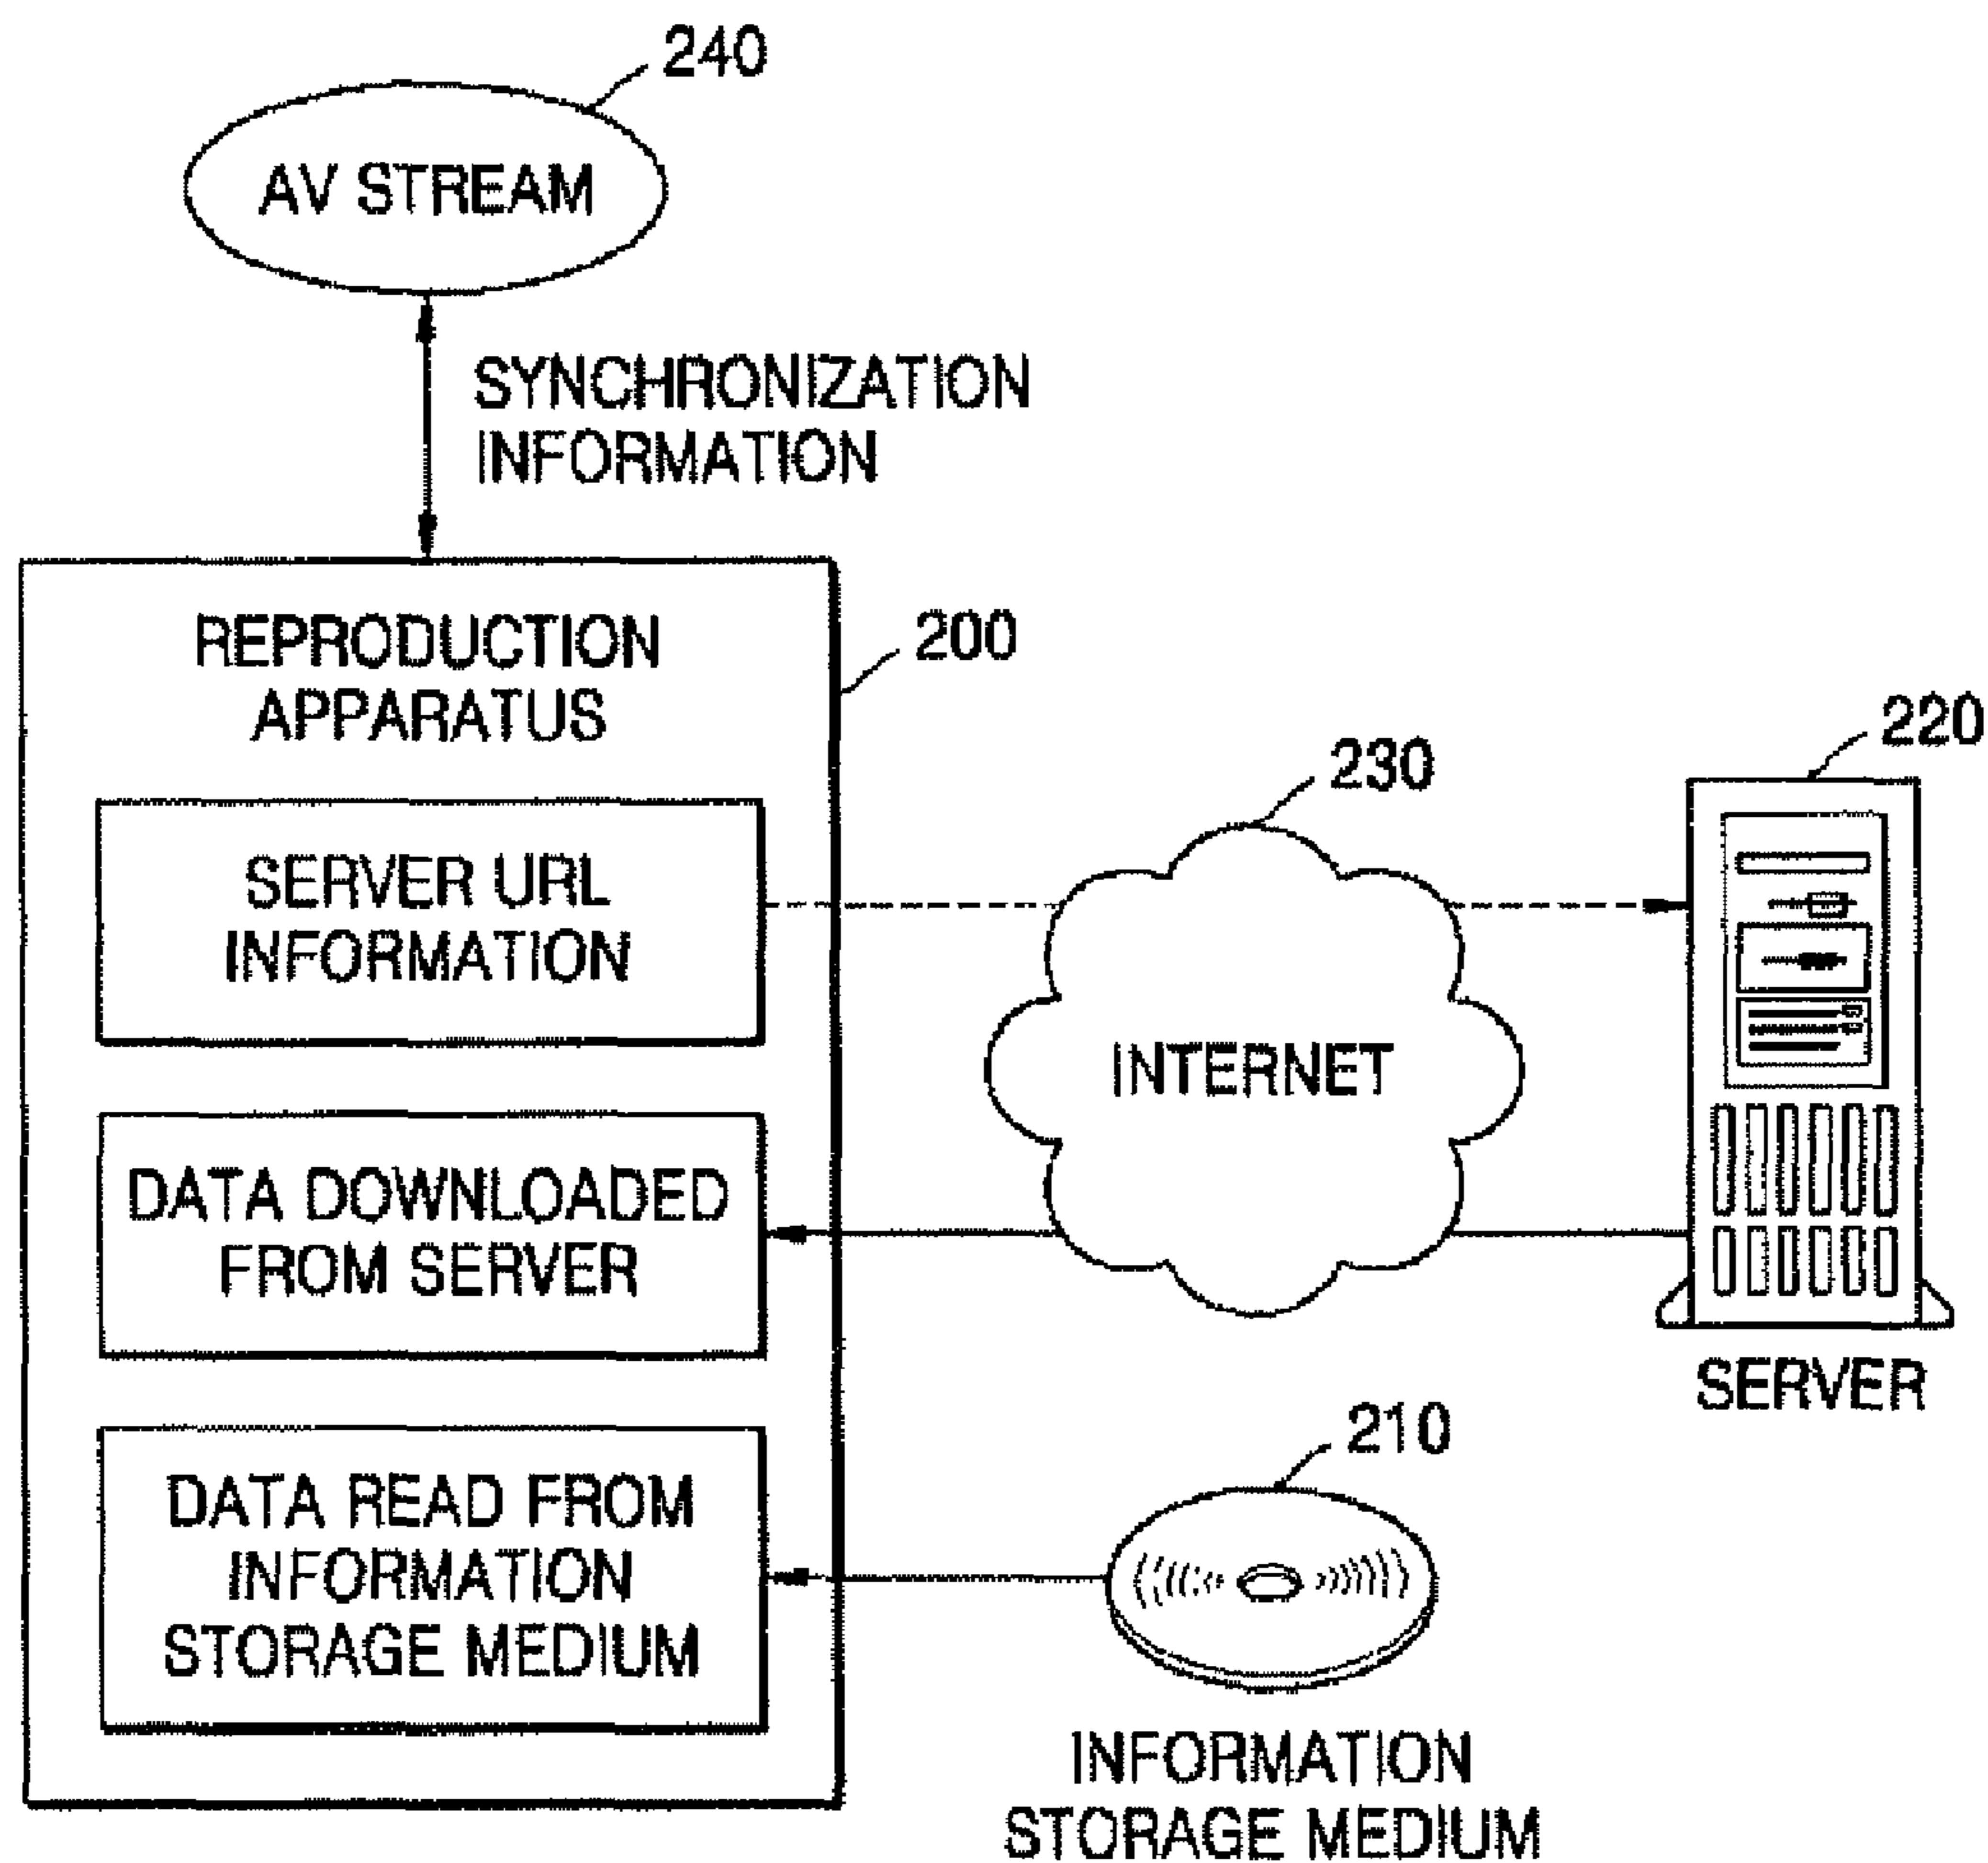 240
AV STREAM
SYNCHRONIZATION
INFORMATION
REPRODUCTION
APPARATUS
200
220
230
SERVER URL
INFORMATION
INTERNET
DATA DOWNLOADED
FROM SERVER
SERVER
210
DATA READ FROM
INFORMATION
STORAGE MEDIUM
INFORMATION
STORAGE MEDIUM